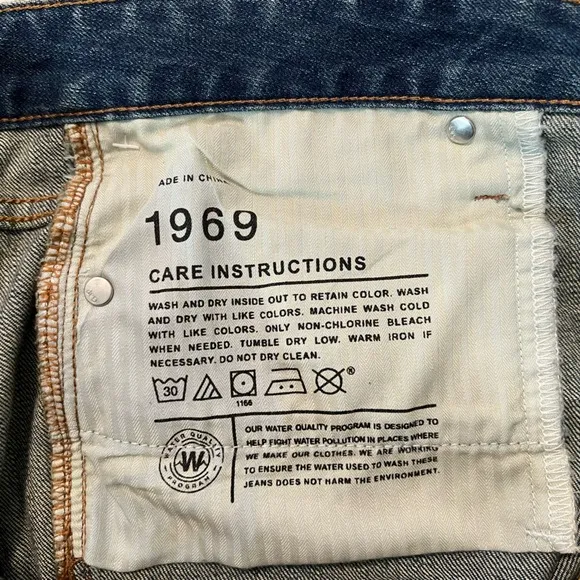 ADE IN CHI
1969
CARE INSTRUCTIONS
WASH AND DRY INSIDE OUT TO RETAIN COLOR. WASH
AND DRY WITH LIKE COLORS. MACHINE WASH COLD
WITH LIKE COLORS. ONLY NON-CHLORINE BLEACH
WHEN NEEDED. TUMBLE DRY LOW. WARM IRON IF
NECESSARY. DO NOT DRY CLEAN.
30
®
1166
WATER QUALITY
W
PROGRAM
OUR WATER QUALITY PROGRAM IS DESIGNED TO
HELP FIGHT WATER POLLUTION IN PLACES WHERE
WE MAKE OUR CLOTHES. WE ARE WORKING
TO ENSURE THE WATER USED TO WASH THESE
JEANS DOES NOT HARM THE ENVIRONMENT.